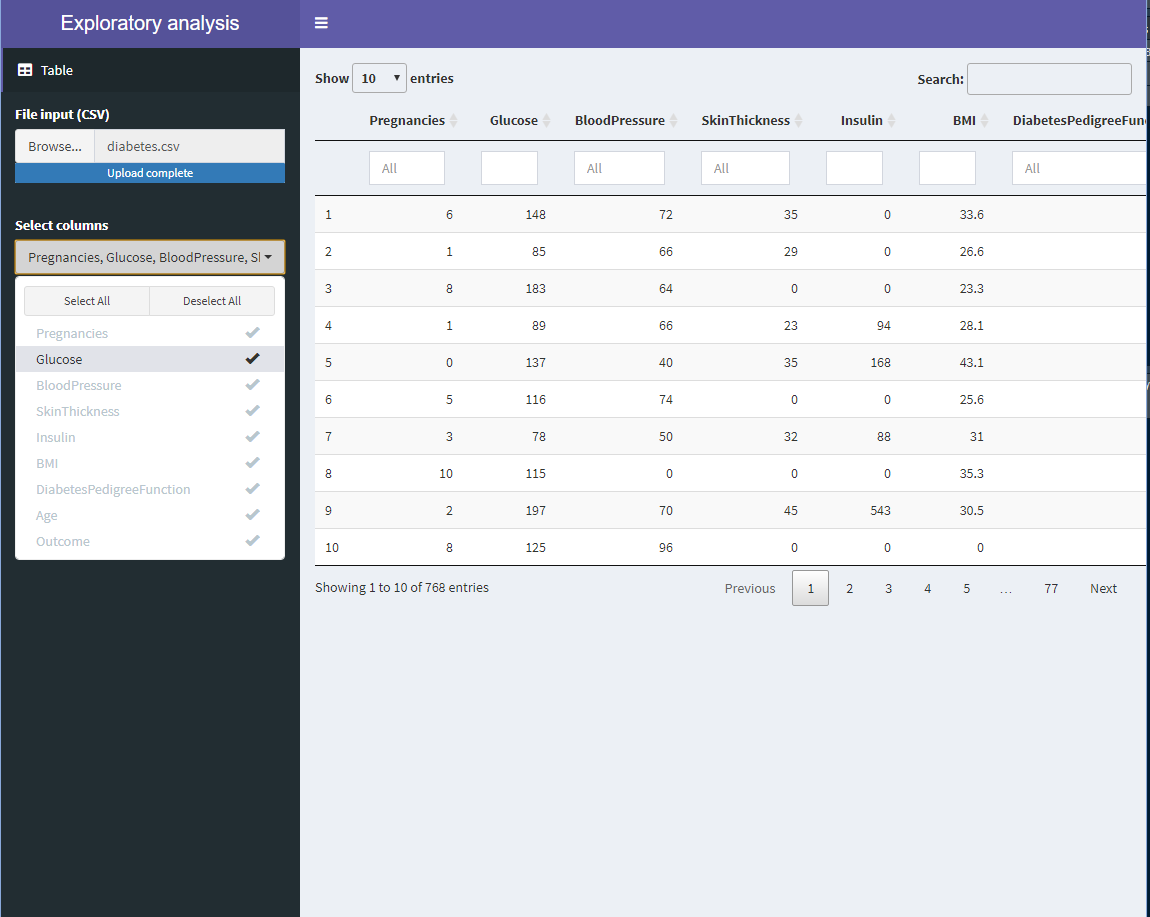 Exploratory analysis
Table
File input (CSV)
Browse... diabetes.csv
Upload complete
Select columns
Pregnancies, Glucose, BloodPressure, Sl
Select All Deselect All
Pregnancies
Glucose
BloodPressure
SkinThickness
Insulin
BMI
DiabetesPedigreeFunction
Age
Outcome
Show 10 entries Search:
Pregnancies Glucose BloodPressure SkinThickness Insulin BMI DiabetesPedigreeFun
All All All All
1 6 148 72 35 0 33.6
2 1 85 66 29 0 26.6
3 8 183 64 0 0 23.3
4 1 89 66 23 94 28.1
5 0 137 40 35 168 43.1
6 5 116 74 0 0 25.6
7 3 78 50 32 88 31
8 10 115 0 0 0 35.3
9 2 197 70 45 543 30.5
10 8 125 96 0 0 0
Showing 1 to 10 of 768 entries Previous 1 2 3 4 5 … 77 Next